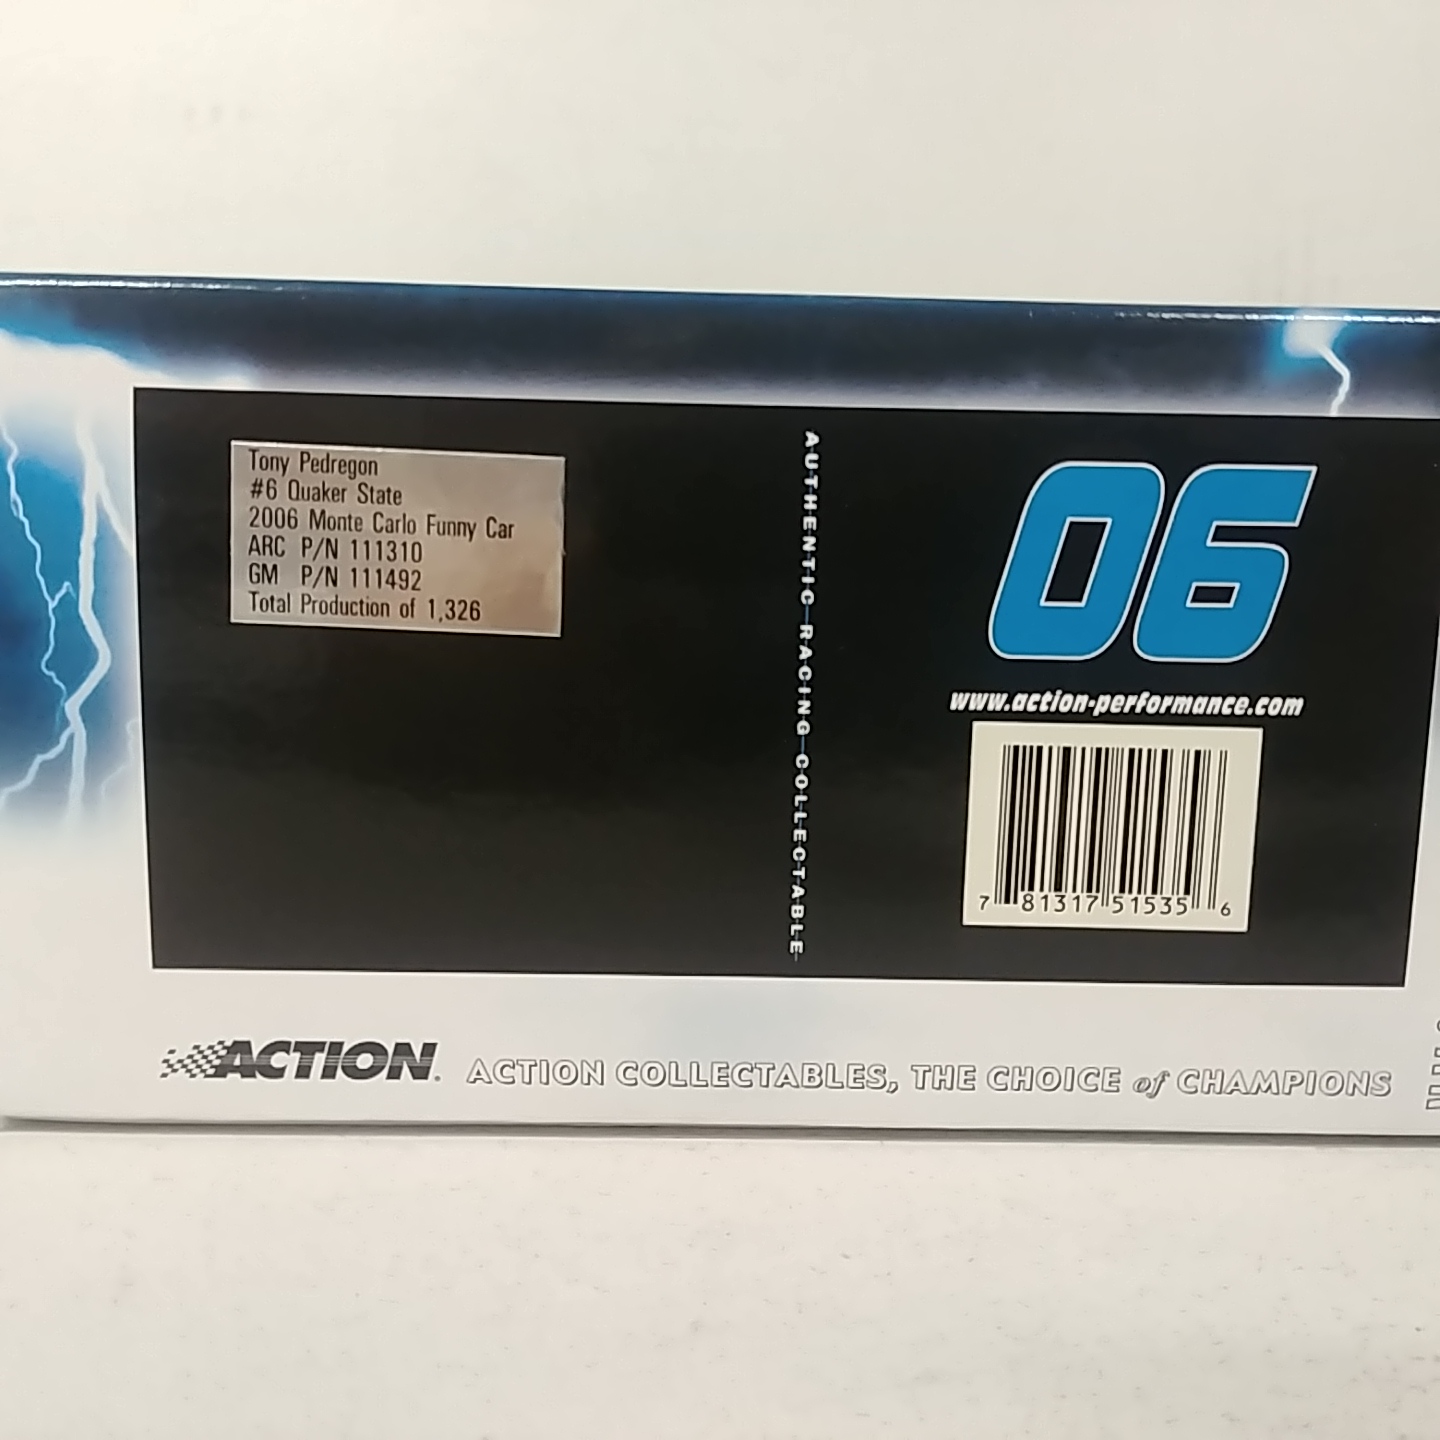 Tony Pedregon
#6 Quaker State
2006 Monte Carlo Funny Car
ARC P/N 111310
GM P/N 111492
Total Production of 1,326
AUTHENTIC RACING COLLECTABLE
06
www.action-performance.com
7 81317 51535 6
ACTION.
ACTION COLLECTABLES, THE CHOICE of CHAMPIONS